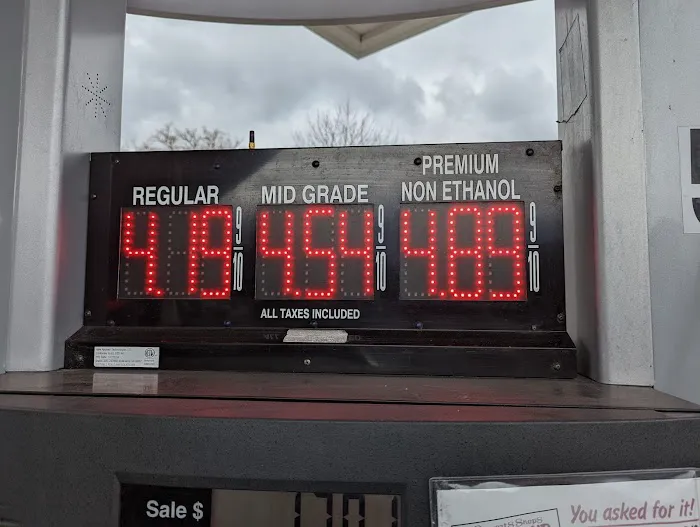 REGULAR
MID GRADE
PREMIUM
NON ETHANOL
4.19 9/10
4.54 9/10
4.89 9/10
ALL TAXES INCLUDED
Sale $
You asked for it!